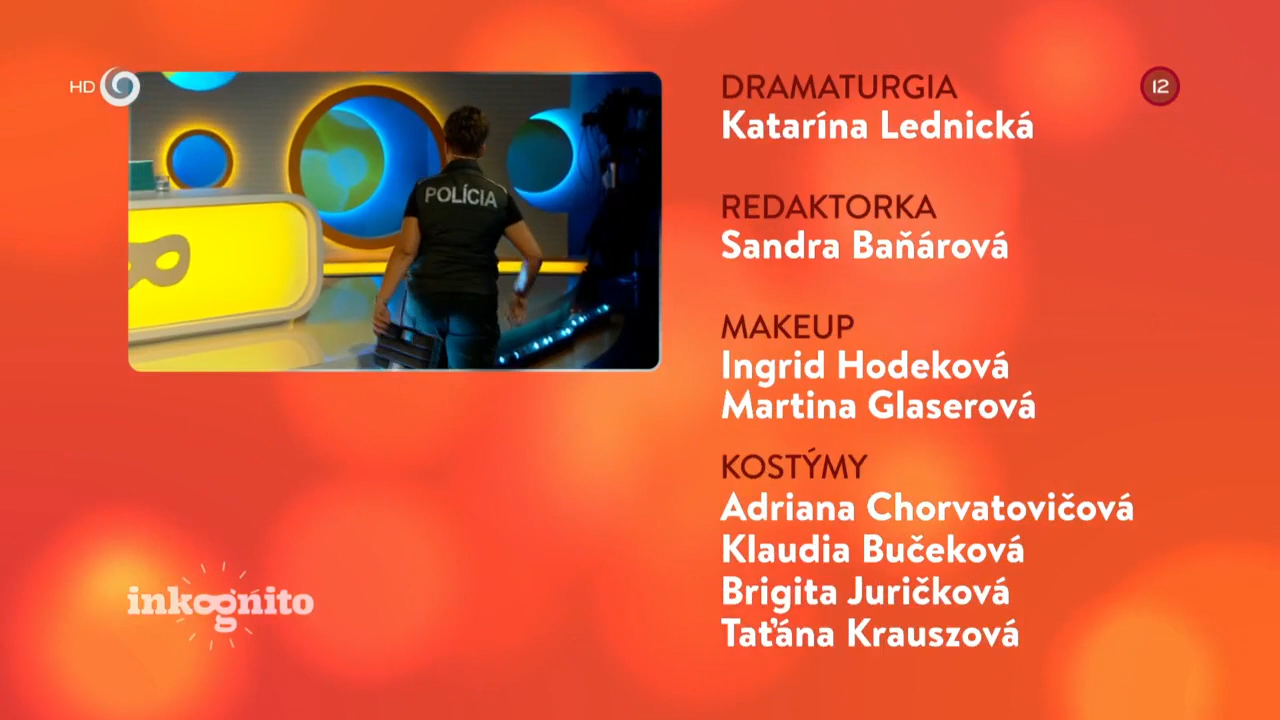 HD
12
POLÍCIA
DRAMATURGIA
Katarína Lednická
REDAKTORKA
Sandra Baňárová
MAKEUP
Ingrid Hodeková
Martina Glaserová
KOSTÝMY
Adriana Chorvatovičová
Klaudia Bučeková
Brigita Juričková
Taťána Krauszová
inkognito